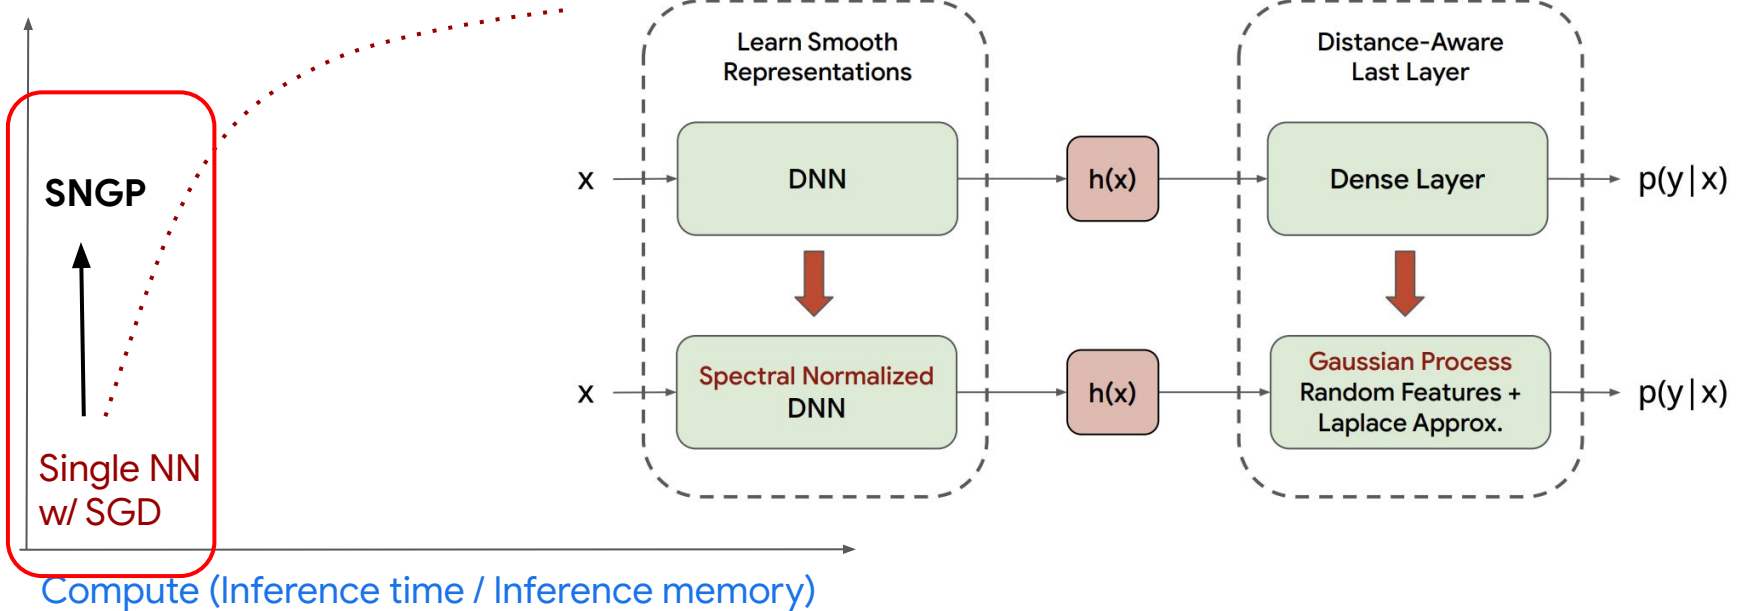 SNGP
Single NN
w/ SGD
Compute (Inference time / Inference memory)
Learn Smooth
Representations
Distance-Aware
Last Layer
x
DNN
h(x)
Dense Layer
p(y|x)
x
Spectral Normalized
DNN
h(x)
Gaussian Process
Random Features +
Laplace Approx.
p(y|x)